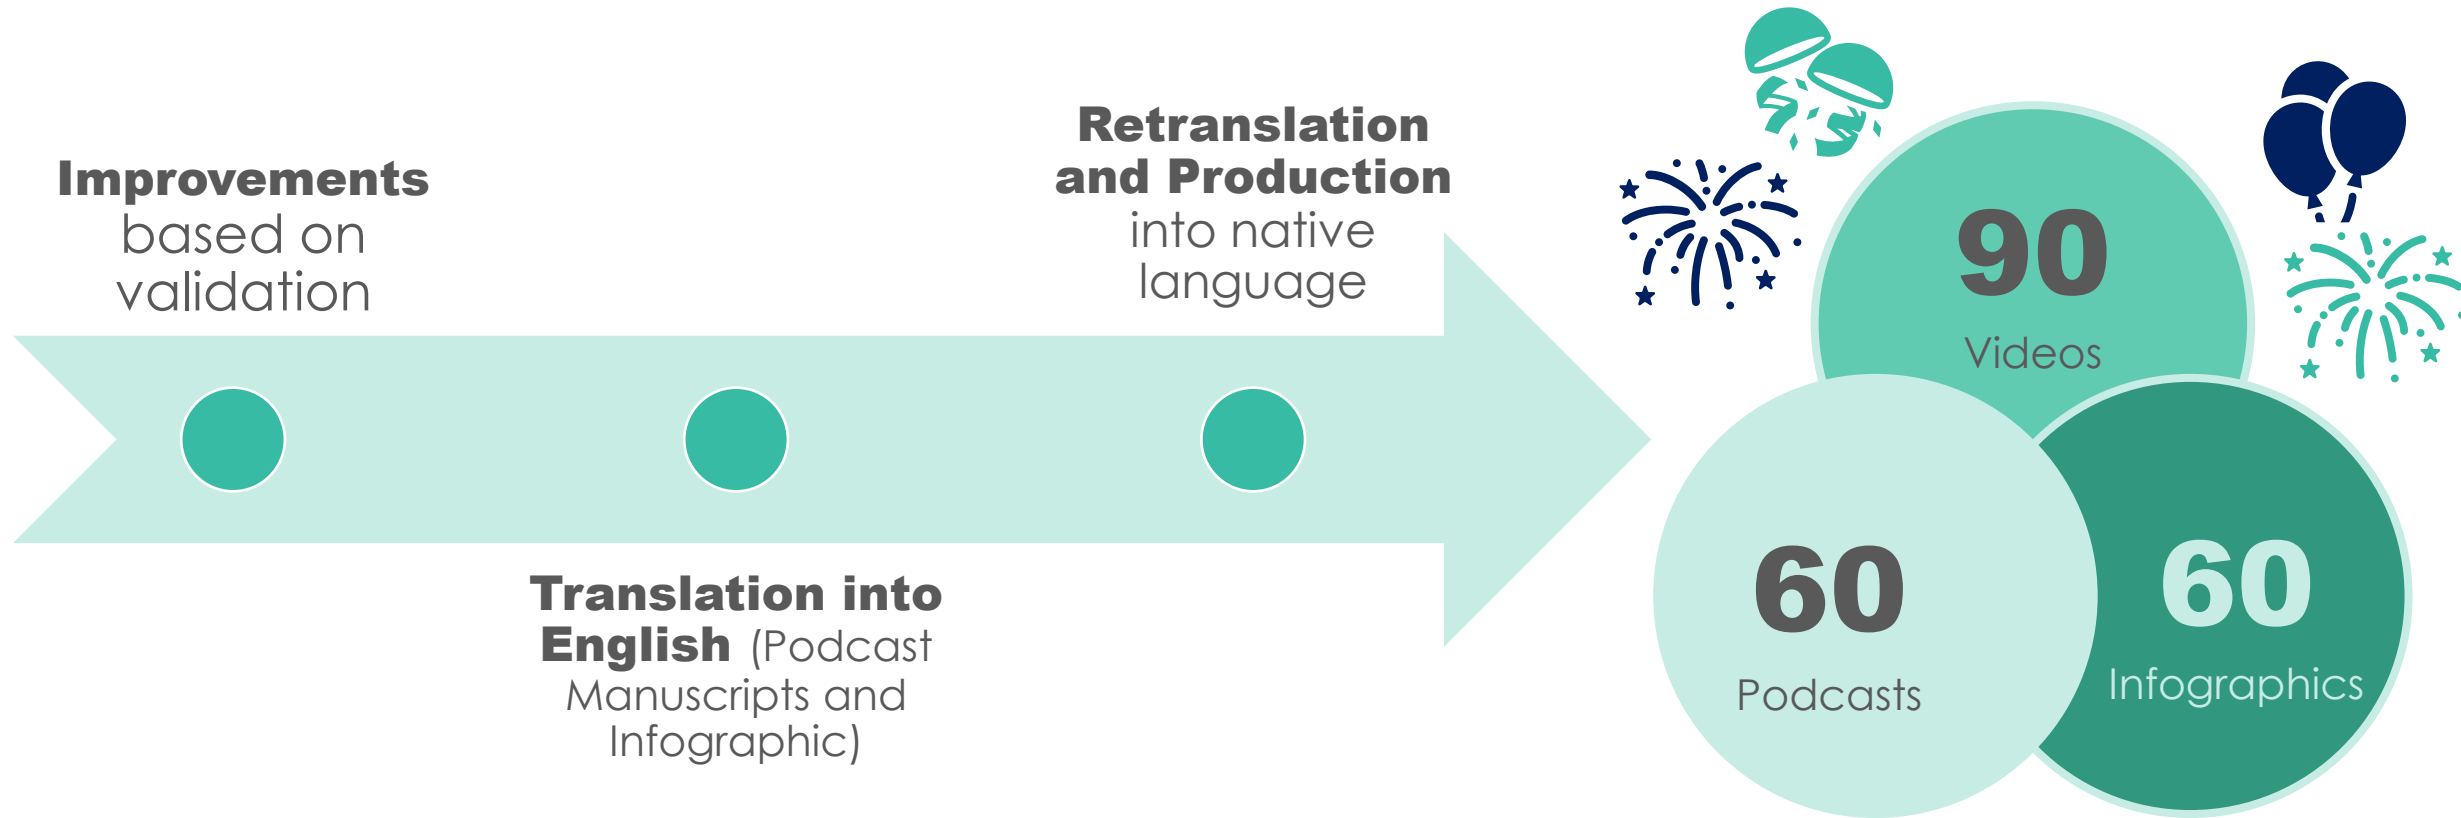 Improvements
based on
validation
Translation into
English (Podcast
Manuscripts and
Infographic)
Retranslation
and Production
into native
language
90
Videos
60
Podcasts
60
Infographics